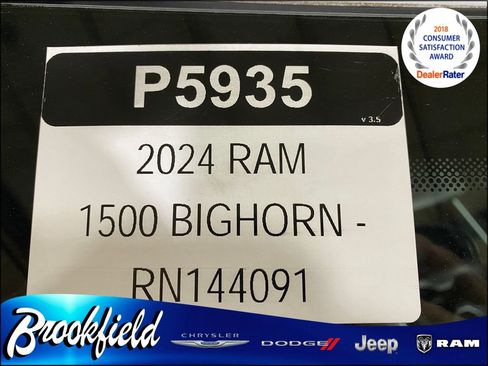 2018
CONSUMER
SATISFACTION
AWARD
DealerRater
P5935
v 3.5
2024 RAM
1500 BIGHORN -
RN144091
Brookfield
CHRYSLER
DODGE
Jeep
RAM